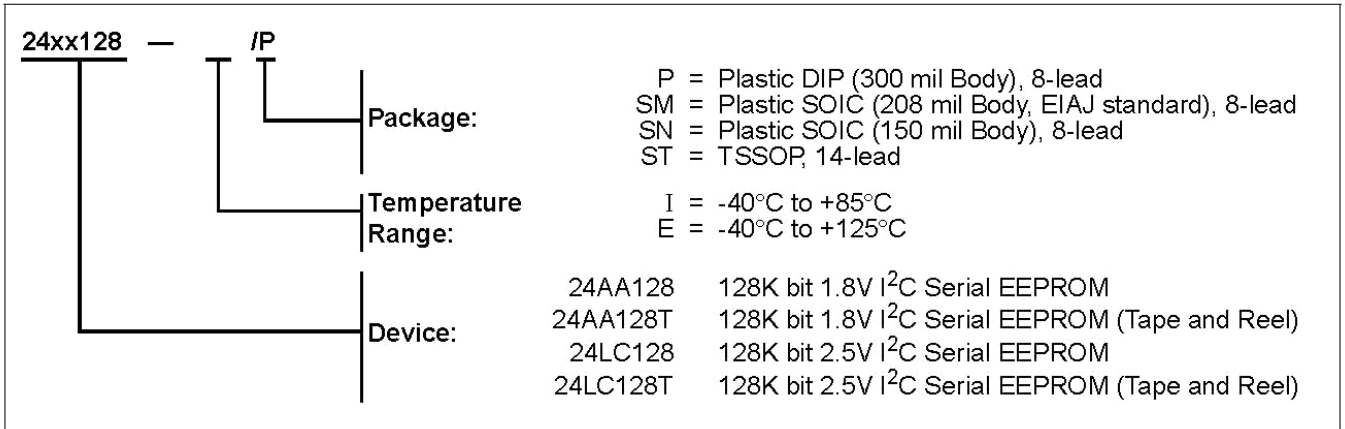 24xx128 — /P
Package:
P = Plastic DIP (300 mil Body), 8-lead
SM = Plastic SOIC (208 mil Body, EIAJ standard), 8-lead
SN = Plastic SOIC (150 mil Body), 8-lead
ST = TSSOP, 14-lead
Temperature
Range:
I = -40°C to +85°C
E = -40°C to +125°C
Device:
24AA128 128K bit 1.8V I²C Serial EEPROM
24AA128T 128K bit 1.8V I²C Serial EEPROM (Tape and Reel)
24LC128 128K bit 2.5V I²C Serial EEPROM
24LC128T 128K bit 2.5V I²C Serial EEPROM (Tape and Reel)